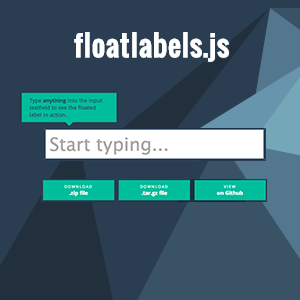 floatlabels.js
Type anything into the input
textfield to see the floated
label in action.
Start typing...
DOWNLOAD
.zip file
DOWNLOAD
.tar.gz file
VIEW
on Github